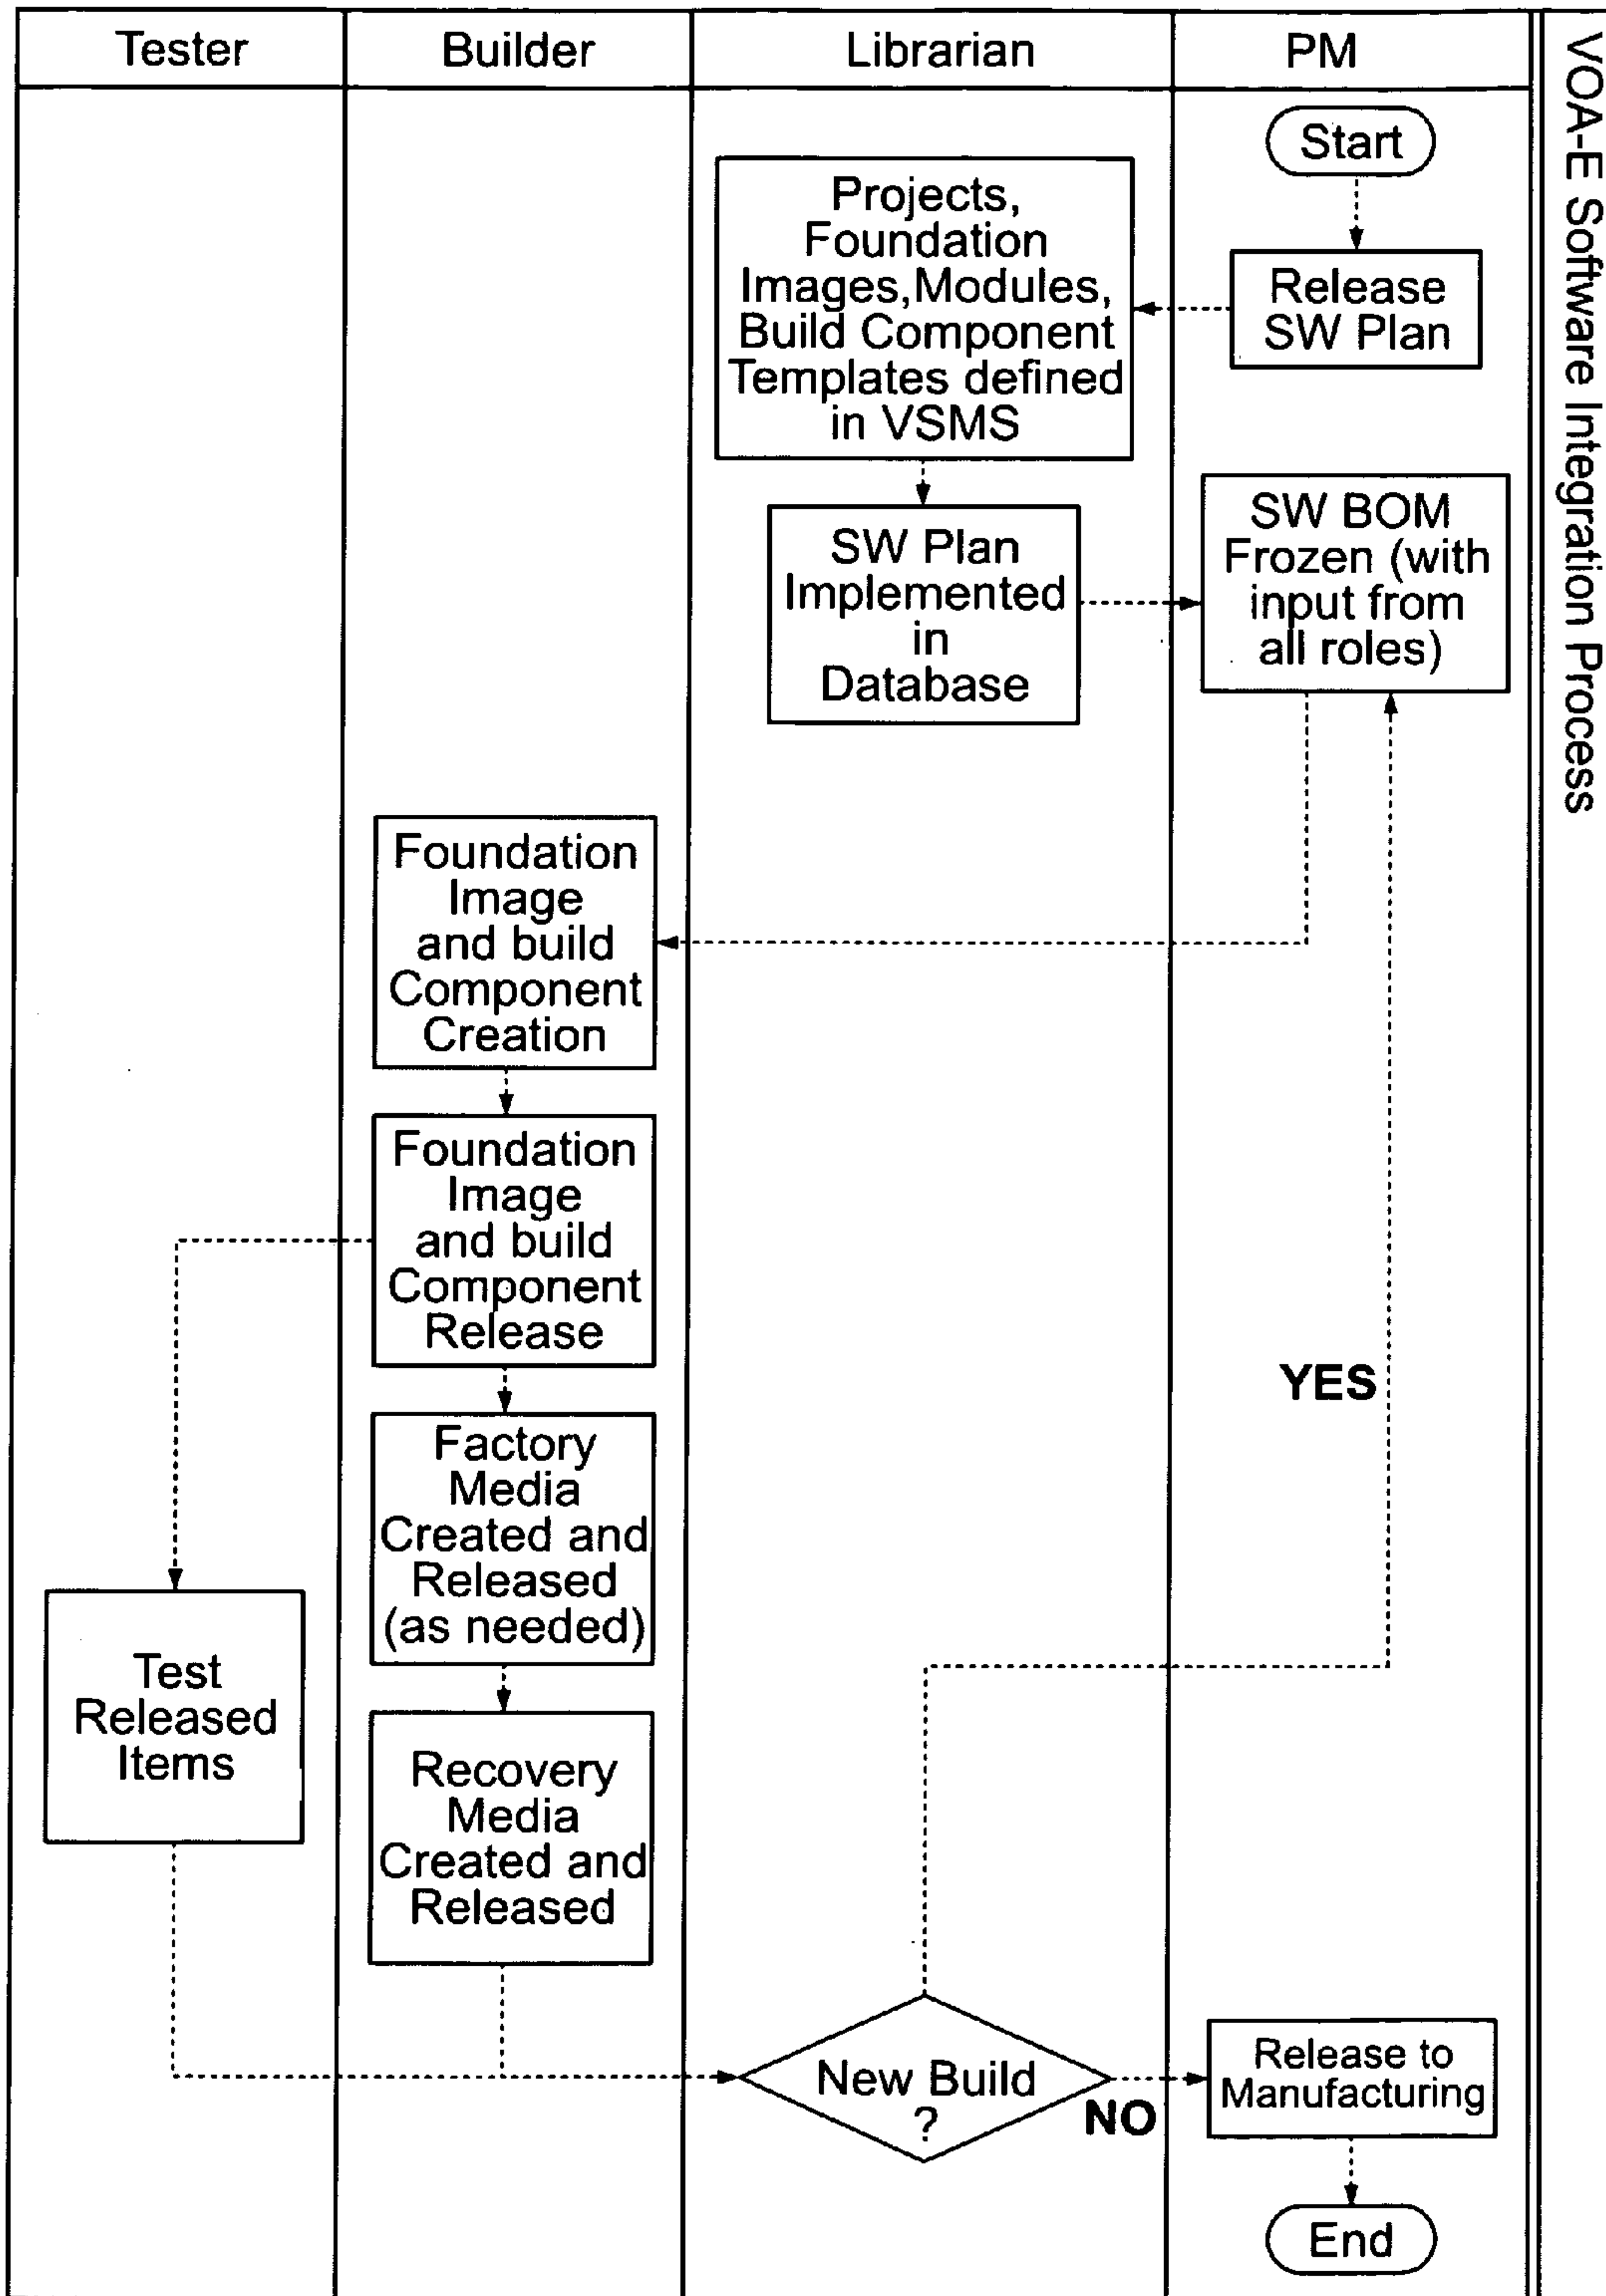 VOA-E Software Integration Process
Tester
Builder
Librarian
PM
Start
Release
SW Plan
Projects,
Foundation
Images,Modules,
Build Component
Templates defined
in VSMS
SW Plan
Implemented
in
Database
SW BOM
Frozen (with
input from
all roles)
Foundation
Image
and build
Component
Creation
Foundation
Image
and build
Component
Release
Factory
Media
Created and
Released
(as needed)
Recovery
Media
Created and
Released
Test
Released
Items
New Build
?
YES
NO
Release to
Manufacturing
End